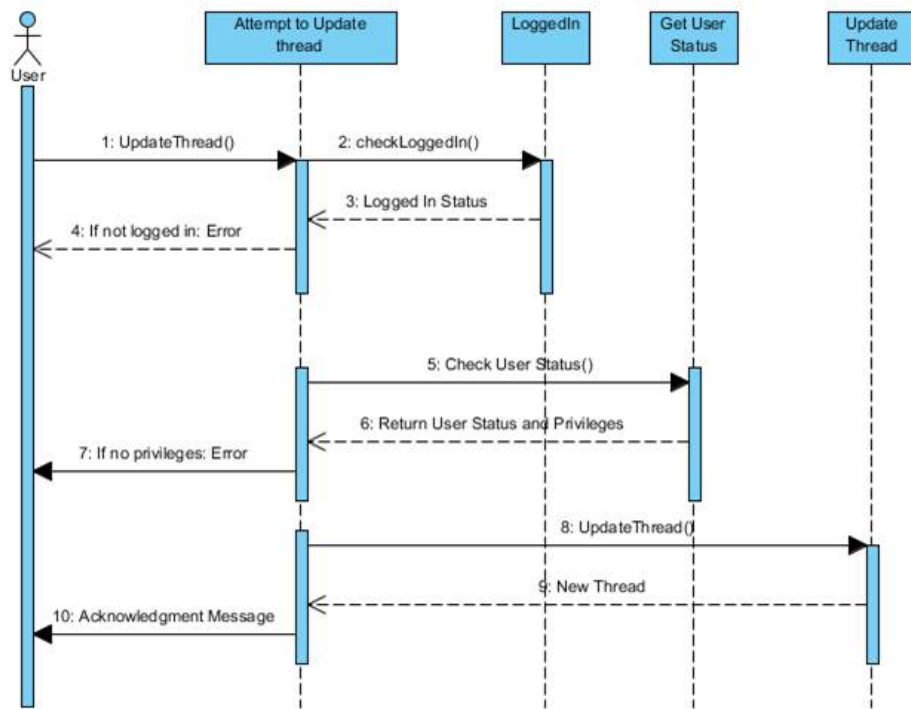 User
Attempt to Update
thread
LoggedIn
Get User
Status
Update
Thread
1: UpdateThread()
2: checkLoggedIn()
3: Logged In Status
4: If not logged in: Error
5: Check User Status()
6: Return User Status and Privileges
7: If no privileges: Error
8: UpdateThread()
9: New Thread
10: Acknowledgment Message